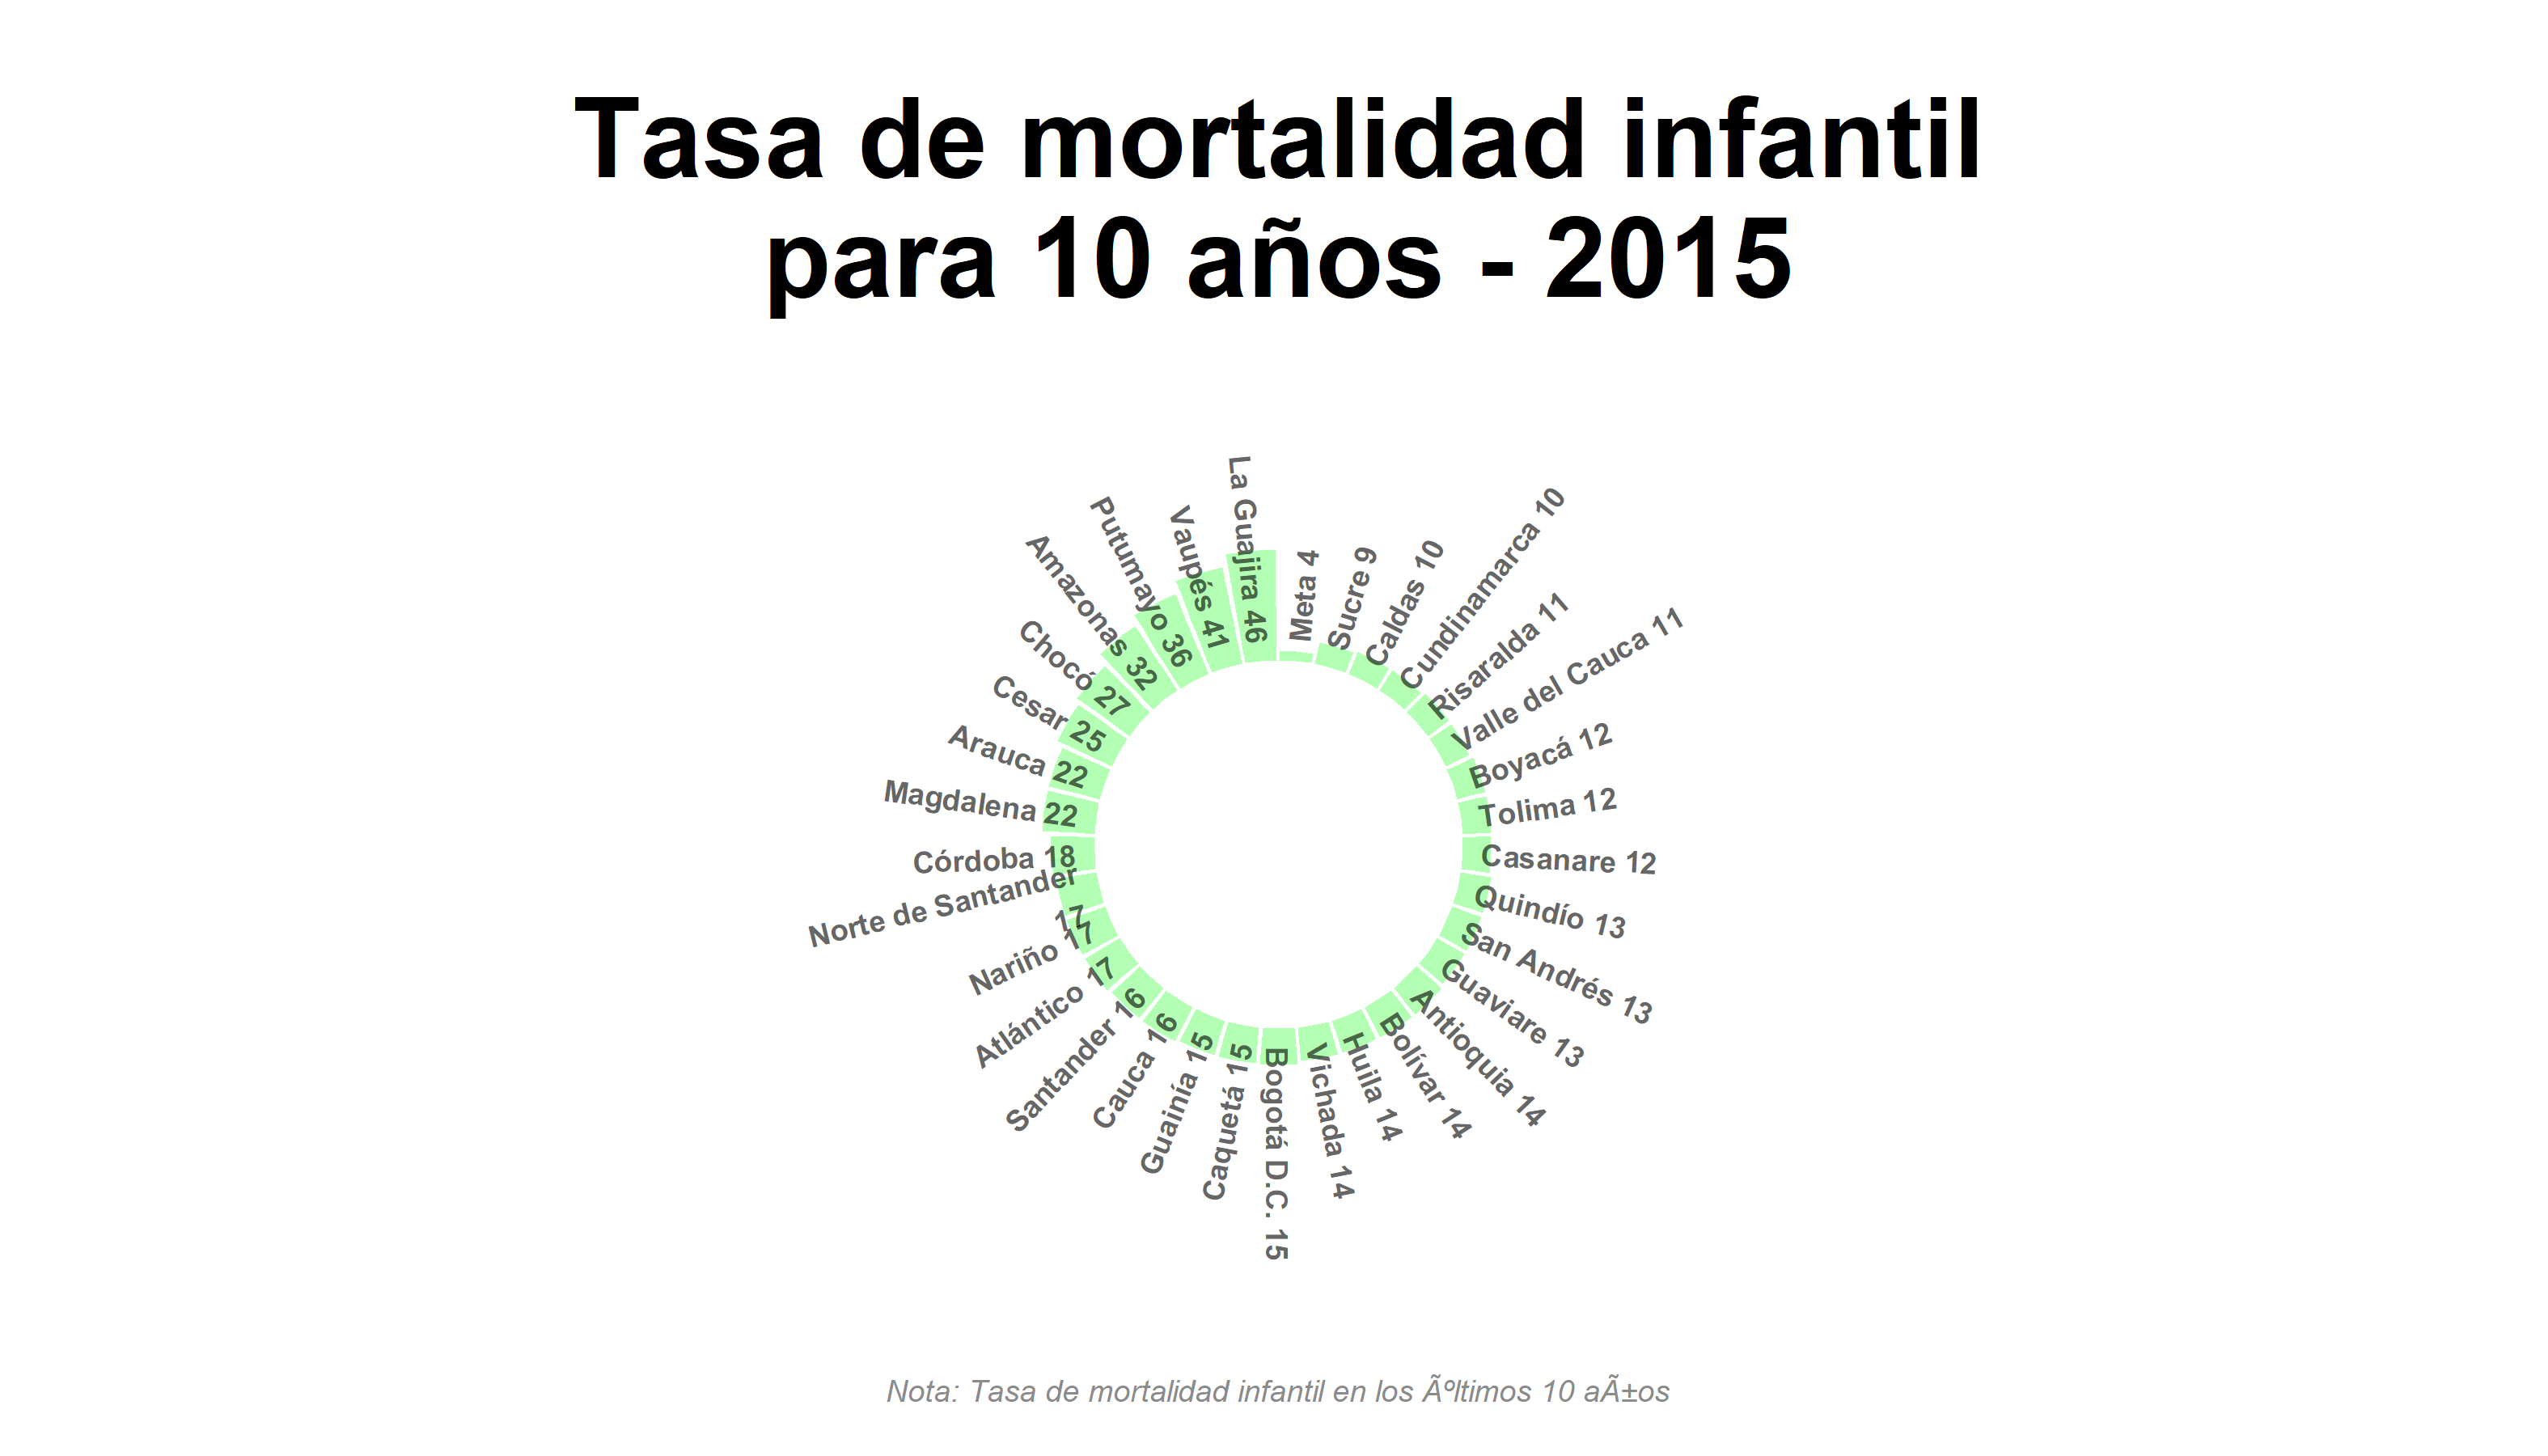 Tasa de mortalidad infantil
para 10 años - 2015
La Guajira 46
Meta 4
Sucre 9
Caldas 10
Cundinamarca 10
Risaralda 11
Valle del Cauca 11
Boyacá 12
Tolima 12
Casanare 12
Quindío 13
San Andrés 13
Guaviare 13
Antioquia 14
Bolívar 14
Huila 14
Vichada 14
Bogotá D.C. 15
Caquetá 15
Guainía 15
Cauca 16
Santander 16
Atlántico 17
Nariño 17
Norte de Santander
17
Córdoba 18
Magdalena 22
Arauca 22
Cesar 25
Chocó 27
Amazonas 32
Putumayo 36
Vaupés 41
Nota: Tasa de mortalidad infantil en los Ãºltimos 10 aÃ±os